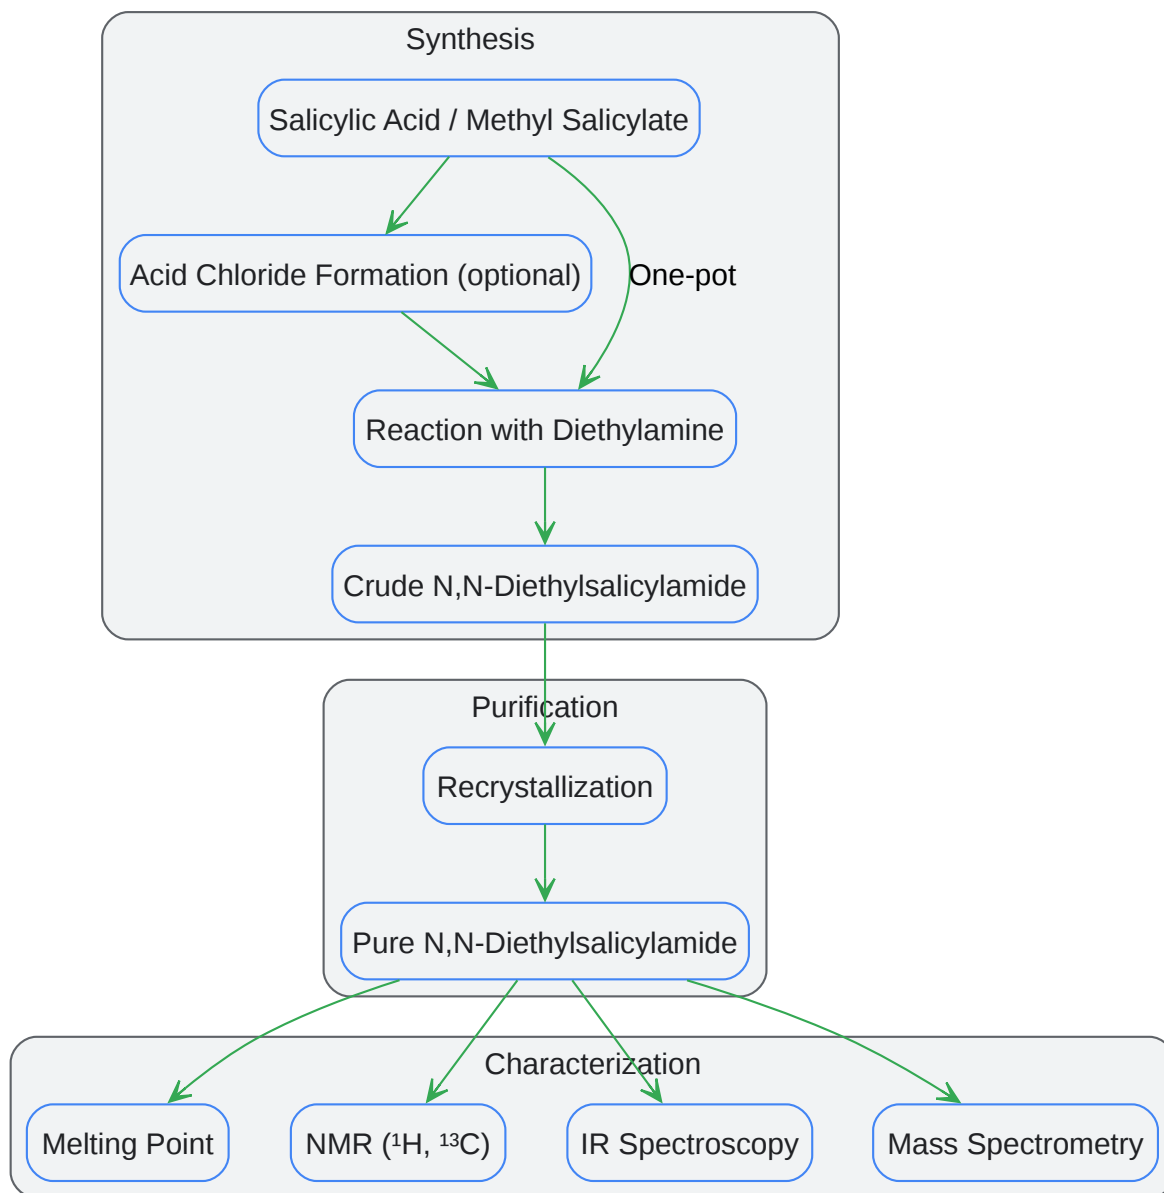 Synthesis
Salicylic Acid / Methyl Salicylate
Acid Chloride Formation (optional)
One-pot
Reaction with Diethylamine
Crude N,N-Diethylsalicylamide
Purification
Recrystallization
Pure N,N-Diethylsalicylamide
Characterization
Melting Point
NMR (¹H, ¹³C)
IR Spectroscopy
Mass Spectrometry